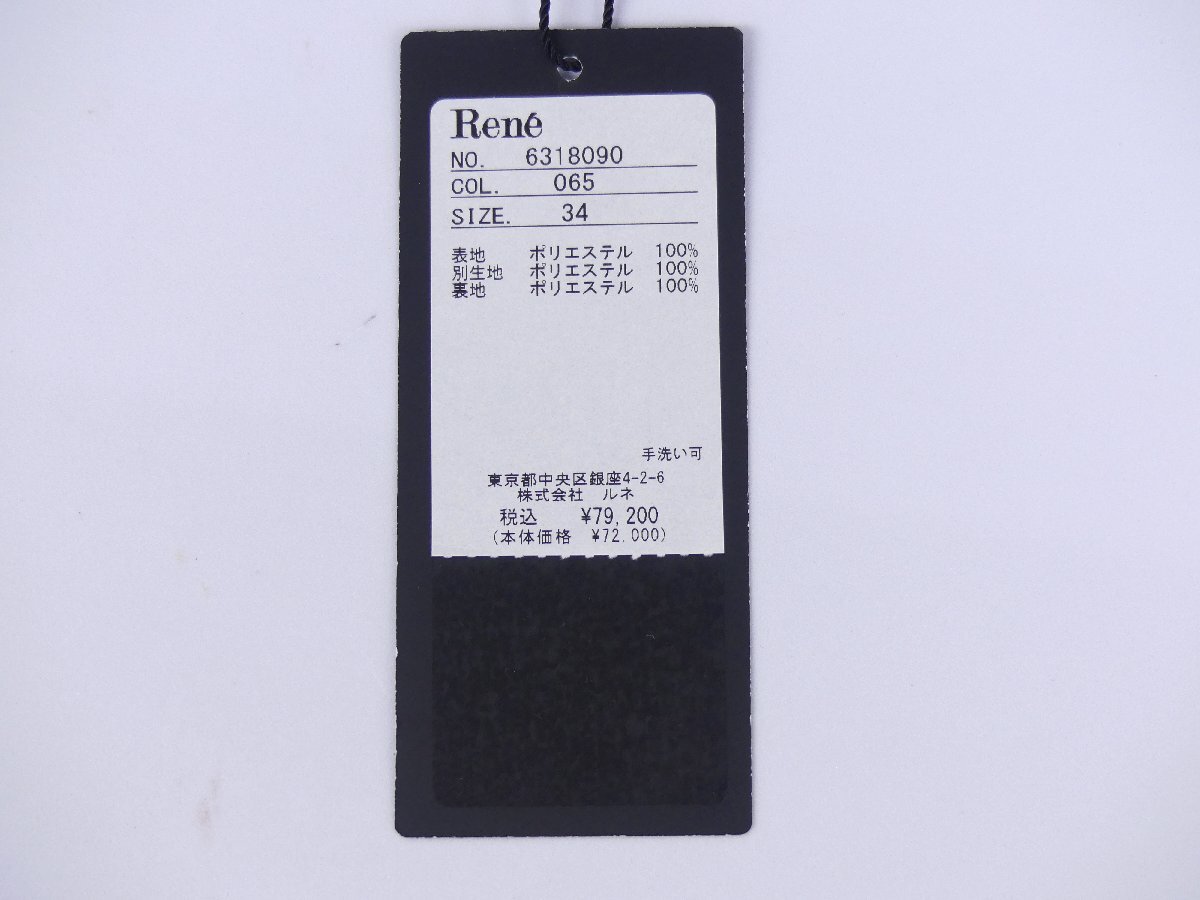 René
NO. 6318090
COL. 065
SIZE. 34
表地 ポリエステル 100%
別生地 ポリエステル 100%
裏地 ポリエステル 100%
手洗い可
東京都中央区銀座4-2-6
株式会社 ルネ
税込 ¥79,200
(本体価格 ¥72,000)